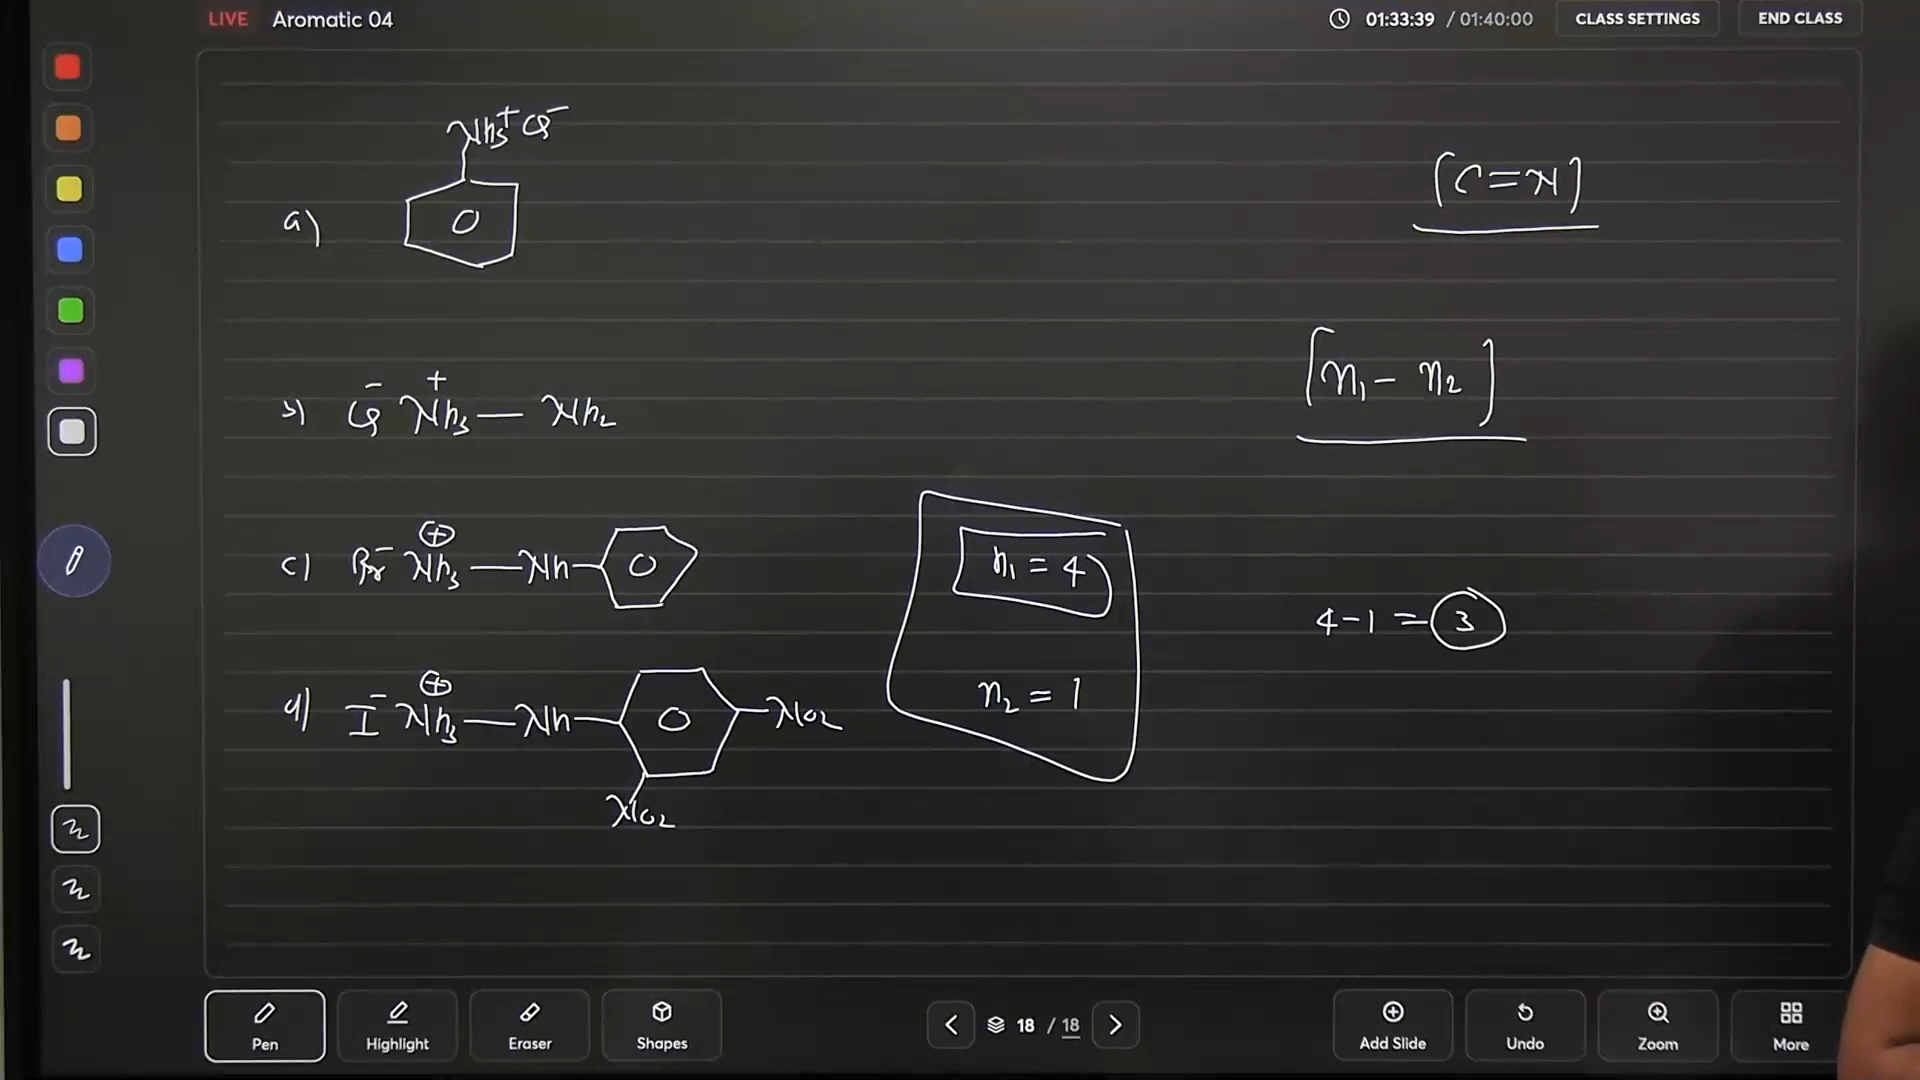 LIVE Aromatic 04 01:33:39 / 01:40:00 CLASS SETTINGS END CLASS
NH₃⁺ Cl⁻
a)
[C=N]
b) Cl⁻ NH₃⁺ — NH₂
[n₁ - n₂]
c) Br⁻ NH₃⊕ — NH
n₁ = 4
4-1 = 3
d) I⁻ NH₃⊕ — NH — NO₂
n₂ = 1
NO₂
Pen Highlight Eraser Shapes 18 / 18 Add Slide Undo Zoom More